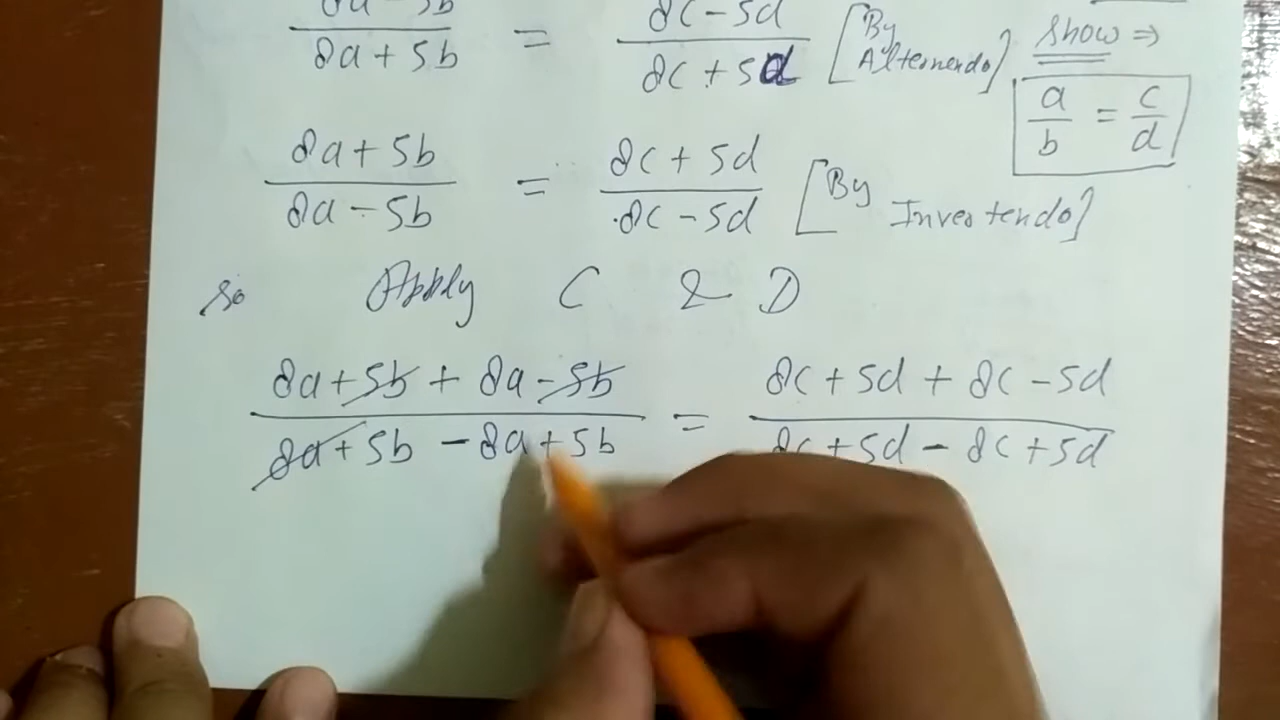 8a - 5b / 8a + 5b = 8c - 5d / 8c + 5d [By Alternendo]
show ⇒
a/b = c/d
8a + 5b / 8a - 5b = 8c + 5d / 8c - 5d [By Invertendo]
so Apply C & D
8a + 5b + 8a - 5b / 8a + 5b - 8a + 5b = 8c + 5d + 8c - 5d / 8c + 5d - 8c + 5d